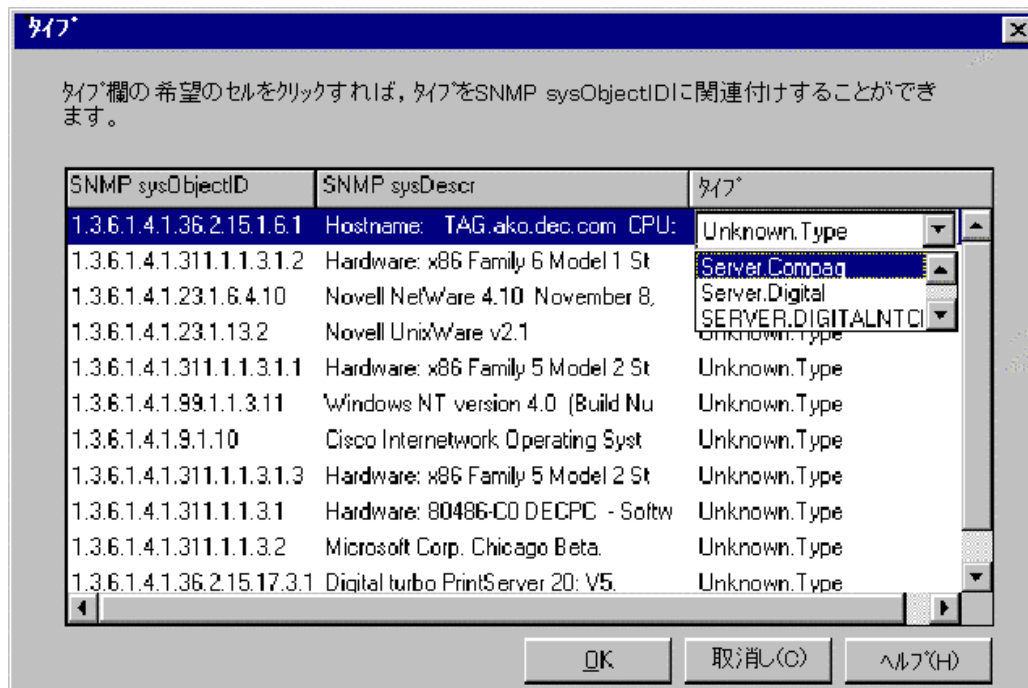 ﾀｲﾌﾟ
ﾀｲﾌﾟ欄の 希望のｾﾙをｸﾘｯｸすれば, ﾀｲﾌﾟをSNMP sysObjectIDに関連付けすることができ
ます。
SNMP sysObjectID SNMP sysDescr ﾀｲﾌﾟ
1.3.6.1.4.1.36.2.15.1.6.1 Hostname: TAG.ako.dec.com CPU: Unknown.Type
1.3.6.1.4.1.311.1.1.3.1.2 Hardware: x86 Family 6 Model 1 St Server.Compaq
1.3.6.1.4.1.23.1.6.4.10 Novell NetWare 4.10 November 8, Server.Digital
SERVER.DIGITALNTCl
1.3.6.1.4.1.23.1.13.2 Novell UnixWare v2.1 Unknown.Type
1.3.6.1.4.1.311.1.1.3.1.1 Hardware: x86 Family 5 Model 2 St Unknown.Type
1.3.6.1.4.1.99.1.1.3.11 Windows NT version 4.0 (Build Nu Unknown.Type
1.3.6.1.4.1.9.1.10 Cisco Internetwork Operating Syst Unknown.Type
1.3.6.1.4.1.311.1.1.3.1.3 Hardware: x86 Family 5 Model 2 St Unknown.Type
1.3.6.1.4.1.311.1.1.3.1 Hardware: 80486-C0 DECPC - Softw Unknown.Type
1.3.6.1.4.1.311.1.1.3.2 Microsoft Corp. Chicago Beta. Unknown.Type
1.3.6.1.4.1.36.2.15.17.3.1 Digital turbo PrintServer 20: V5. Unknown.Type
OK 取消し(C) ﾍﾙﾌﾟ(H)